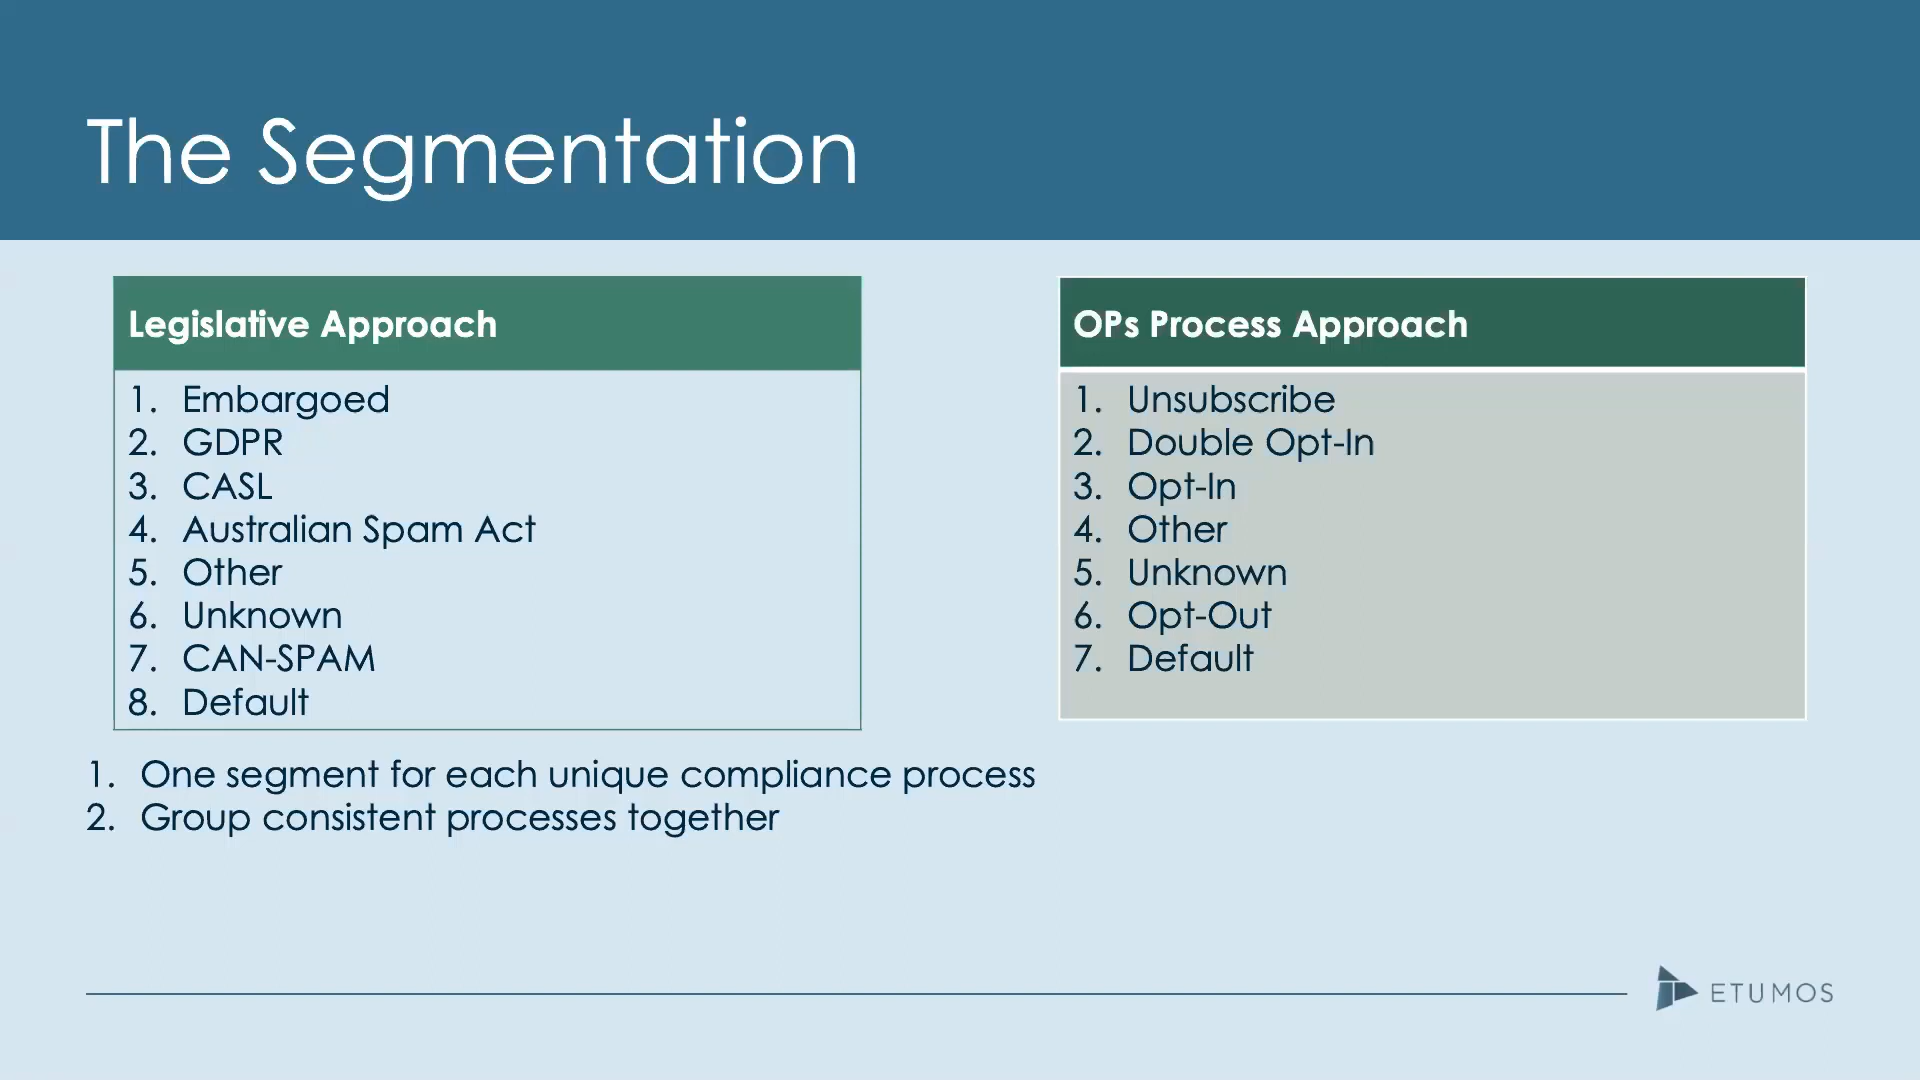 The Segmentation
Legislative Approach
1. Embargoed
2. GDPR
3. CASL
4. Australian Spam Act
5. Other
6. Unknown
7. CAN-SPAM
8. Default
OPs Process Approach
1. Unsubscribe
2. Double Opt-In
3. Opt-In
4. Other
5. Unknown
6. Opt-Out
7. Default
1. One segment for each unique compliance process
2. Group consistent processes together
ETUMOS